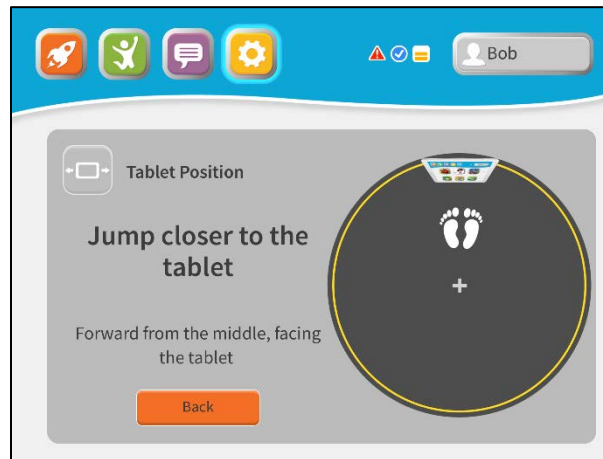 Bob
Tablet Position
Jump closer to the
tablet
Forward from the middle, facing
the tablet
Back